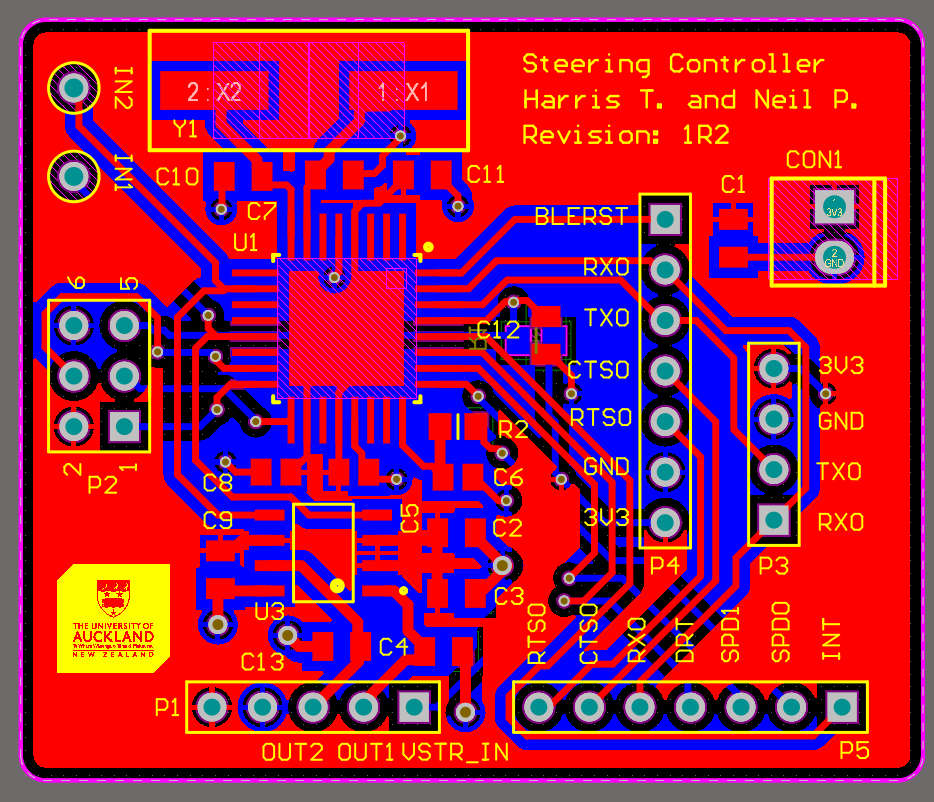 Steering Controller
Harris T. and Neil P.
Revision: 1R2
IN2
2 : X2
1 : X1
Y1
IN1
C10
C11
C7
U1
CON1
C1
1
3V3
2
GND
BLERST
RX0
TX0
CTS0
RTS0
GND
3V3
P4
6
5
2
1
P2
C12
R2
C6
C8
C5
C9
C2
C3
U3
C13
C4
3V3
GND
TX0
RX0
P3
THE UNIVERSITY OF
AUCKLAND
NEW ZEALAND
RTS0
CTS0
RX0
DRT
SPD1
SPD0
INT
P1
OUT2
OUT1
VSTR_IN
P5